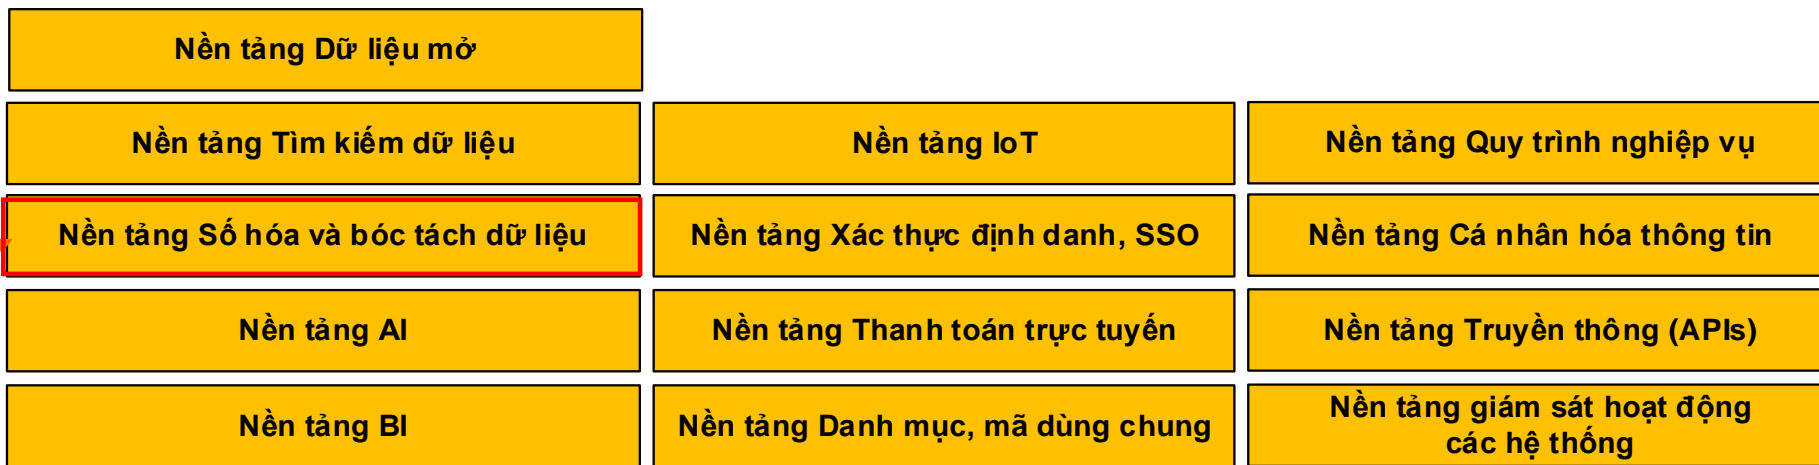 Nền tảng Dữ liệu mở
Nền tảng Tìm kiếm dữ liệu
Nền tảng IoT
Nền tảng Quy trình nghiệp vụ
Nền tảng Số hóa và bóc tách dữ liệu
Nền tảng Xác thực định danh, SSO
Nền tảng Cá nhân hóa thông tin
Nền tảng AI
Nền tảng Thanh toán trực tuyến
Nền tảng Truyền thông (APIs)
Nền tảng BI
Nền tảng Danh mục, mã dùng chung
Nền tảng giám sát hoạt động
các hệ thống